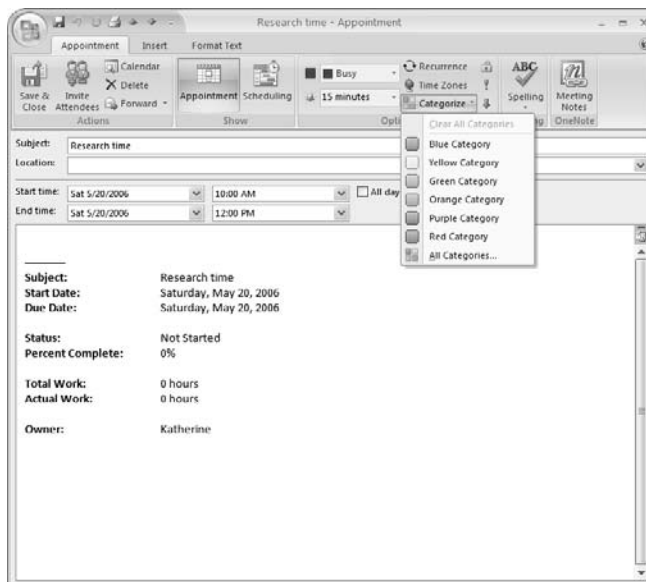 Research time - Appointment
Appointment Insert Format Text
Save & Close
Invite Attendees
Calendar
Delete
Forward
Actions
Appointment Scheduling
Show
Busy
15 minutes
Recurrence
Time Zones
Categorize
Opti
ABC
Spelling
ng
Meeting Notes
OneNote
Clear All Categories
Blue Category
Yellow Category
Green Category
Orange Category
Purple Category
Red Category
All Categories...
Subject: Research time
Location:
Start time: Sat 5/20/2006 10:00 AM All day
End time: Sat 5/20/2006 12:00 PM
Subject: Research time
Start Date: Saturday, May 20, 2006
Due Date: Saturday, May 20, 2006
Status: Not Started
Percent Complete: 0%
Total Work: 0 hours
Actual Work: 0 hours
Owner: Katherine